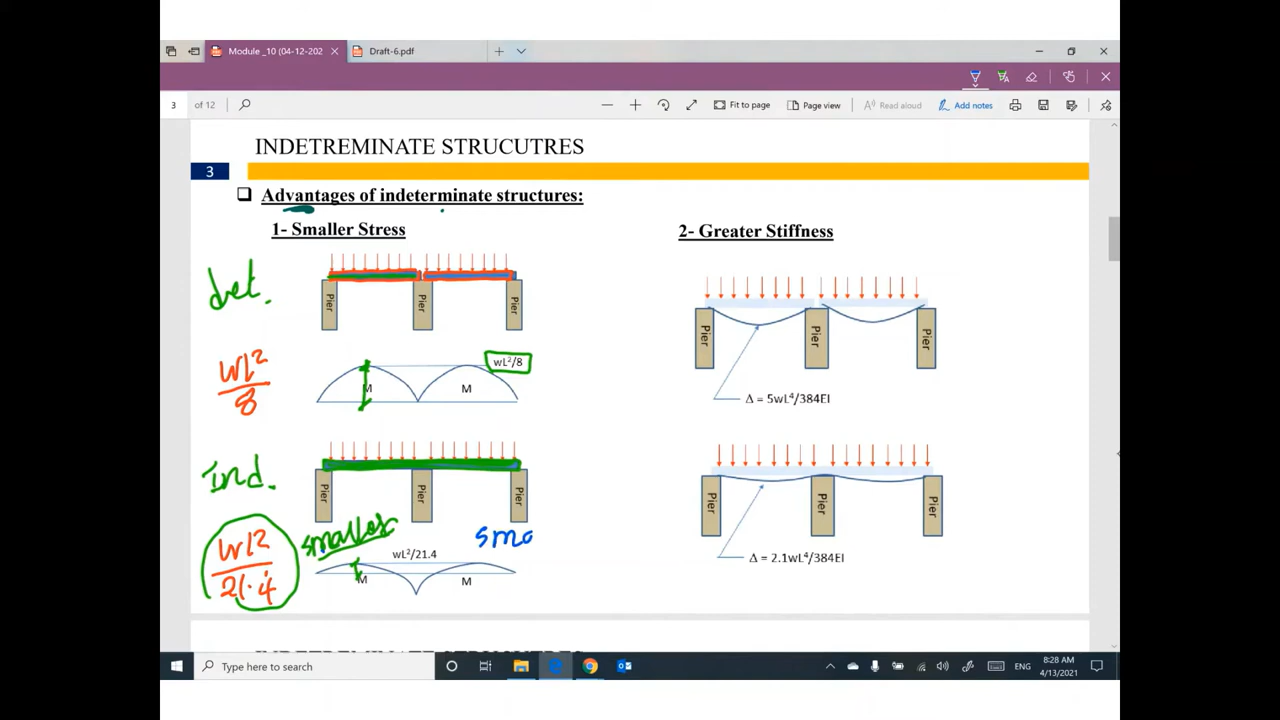 Module _10 (04-12-202
Draft-6.pdf
3 of 12
Fit to page
Page view
Read aloud
Add notes
INDETREMINATE STRUCUTRES
3
Advantages of indeterminate structures:
1- Smaller Stress
2- Greater Stiffness
det.
Pier
Pier
Pier
Pier
Pier
Pier
wL²/8
WL2
8
M
M
Δ = 5wL⁴/384EI
Ind.
Pier
Pier
Pier
Pier
Pier
Pier
smaller
smo
WL2
21.4
wL²/21.4
M
M
Δ = 2.1wL⁴/384EI
Type here to search
ENG
8:28 AM
4/13/2021